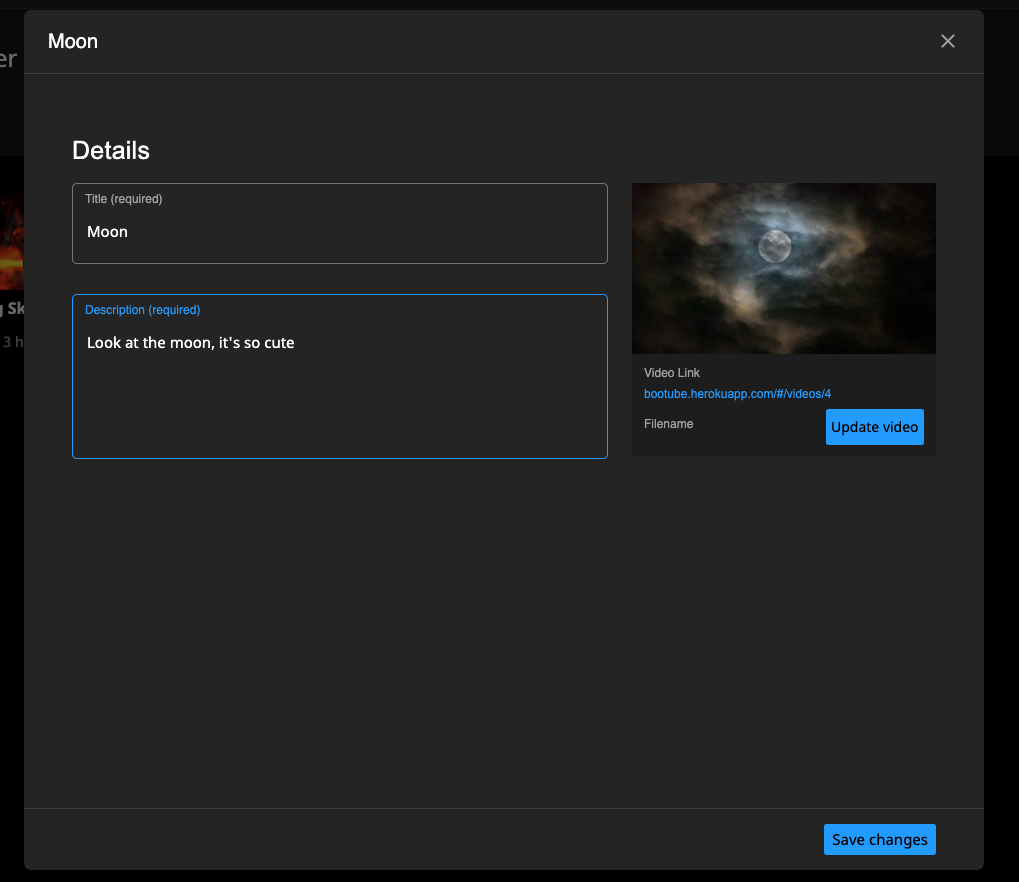 er
Moon
Details
Title (required)
Moon
Description (required)
Look at the moon, it's so cute
Video Link
bootube.herokuapp.com/#/videos/4
Filename
Update video
g Sk
3 h
Save changes